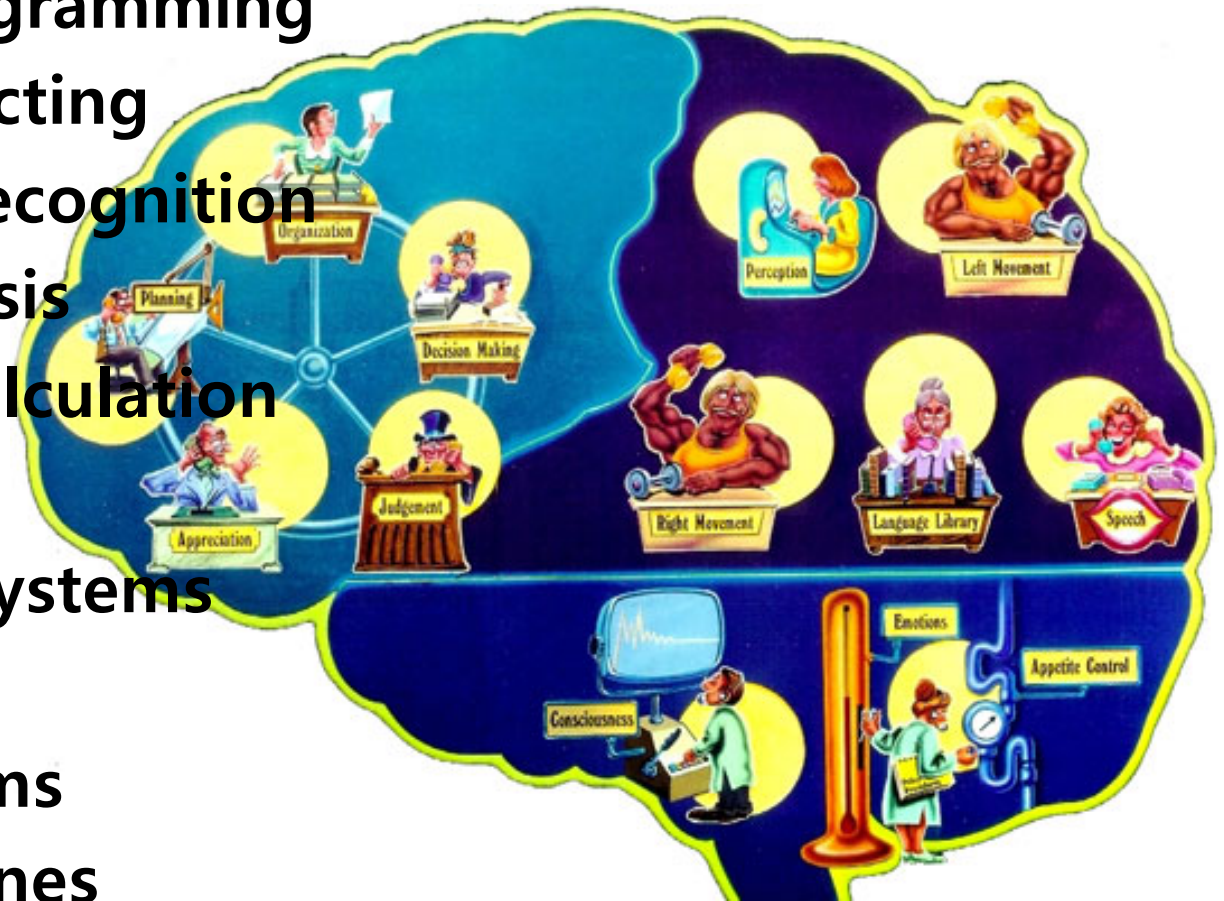 gramming
cting
ecognition
sis
lculation
ystems
ms
nes
Organization
Planning
Decision Making
Appreciation
Judgement
Perception
Left Movement
Right Movement
Language Library
Speech
Consciousness
Emotions
Appetite Control